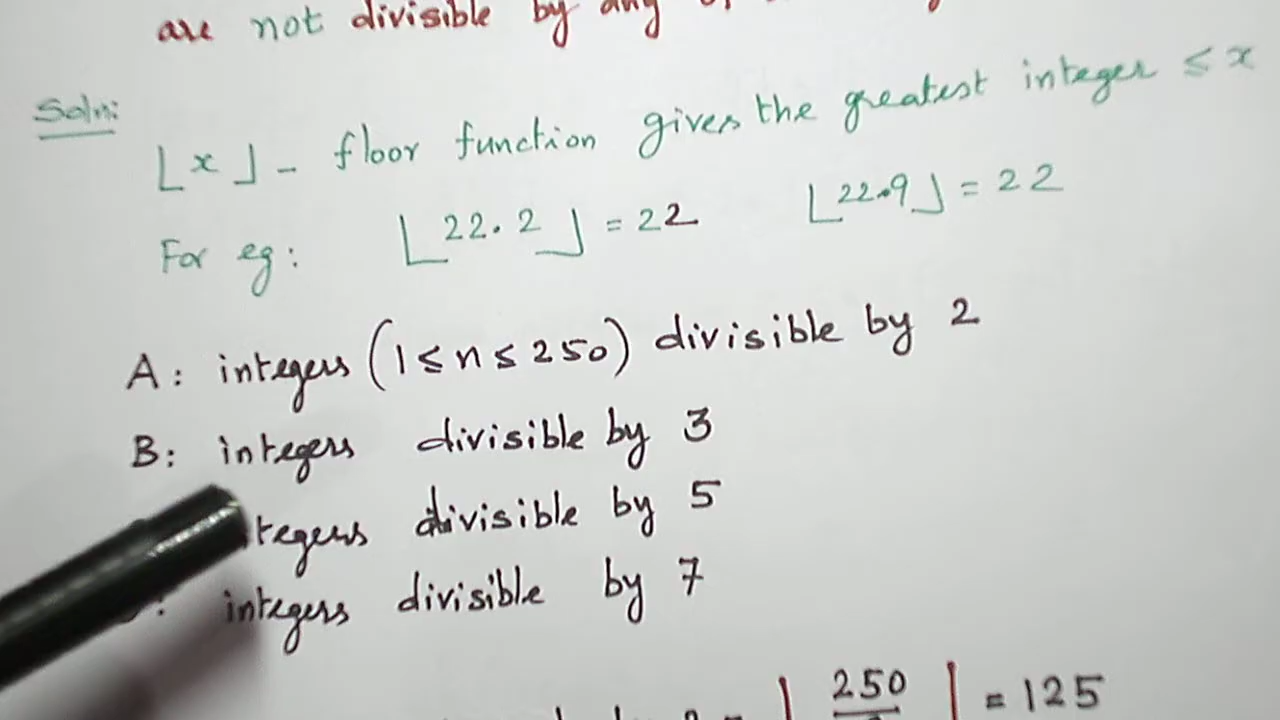 are not divisible by any
Soln:
⌊x⌋ - floor function gives the greatest integer ≤ x
For eg: ⌊22.2⌋ = 22 ⌊22.9⌋ = 22
A: integers (1 ≤ n ≤ 250) divisible by 2
B: integers divisible by 3
tegers divisible by 5
: integers divisible by 7
250 = 125